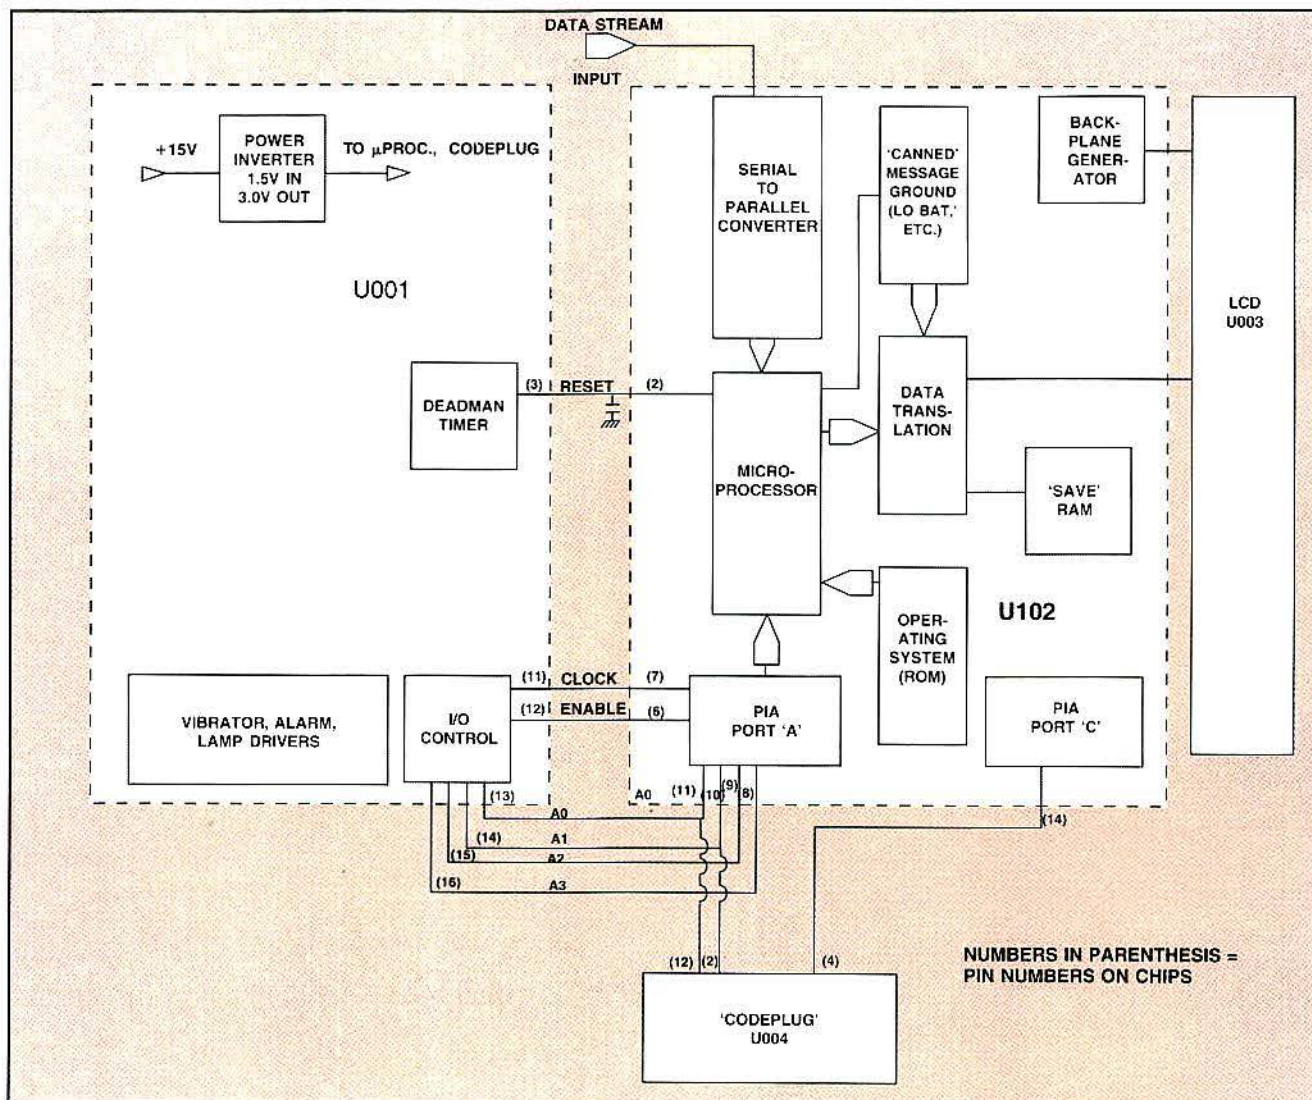 DATA STREAM
INPUT
+15V
POWER
INVERTER
1.5V IN
3.0V OUT
TO μPROC., CODEPLUG
U001
DEADMAN
TIMER
(3) RESET (2)
VIBRATOR, ALARM,
LAMP DRIVERS
I/O
CONTROL
(11) CLOCK (7)
(12) ENABLE (6)
SERIAL
TO
PARALLEL
CONVERTER
'CANNED'
MESSAGE
GROUND
(LO BAT,'
ETC.)
BACK-
PLANE
GENER-
ATOR
LCD
U003
MICRO-
PROCESSOR
DATA
TRANS-
LATION
'SAVE'
RAM
OPER-
ATING
SYSTEM
(ROM)
U102
PIA
PORT 'A'
PIA
PORT 'C'
A0 (11) (10) (9) 8)
(13) A0
(14) A1
(15) A2
(16) A3
(14)
(12) (2) (4)
'CODEPLUG'
U004
NUMBERS IN PARENTHESIS =
PIN NUMBERS ON CHIPS